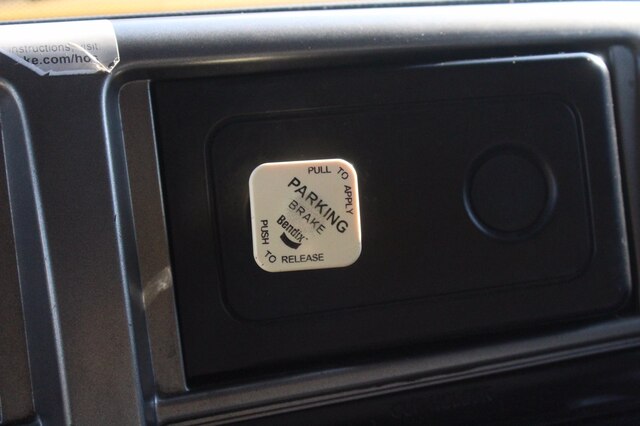 instructions, visit
ke.com/ho
PULL TO APPLY
PARKING
BRAKE
Bendix
PUSH TO RELEASE